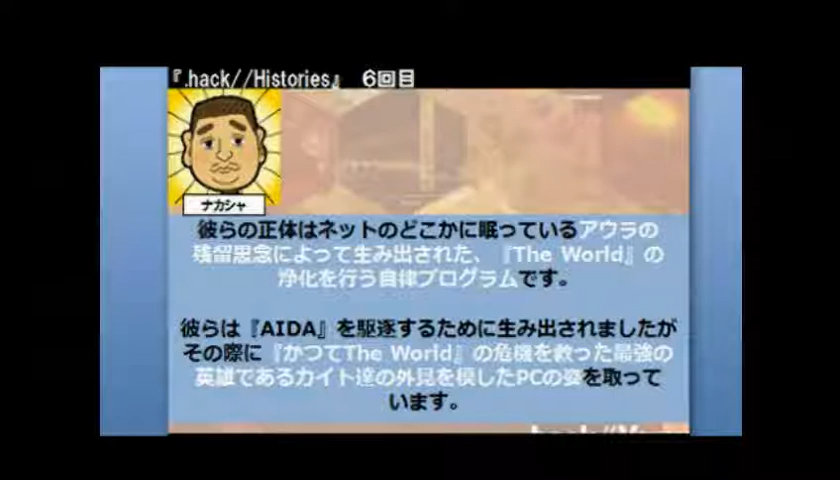 『.hack//Histories』 6回目
ナカシャ
彼らの正体はネットのどこかに眠っているアウラの
残留思念によって生み出された、『The World』の
浄化を行う自律プログラムです。
彼らは『AIDA』を駆逐するために生み出されましたが
その際に『かつてThe World』の危機を救った最強の
英雄であるカイト達の外見を模したPCの姿を取って
います。